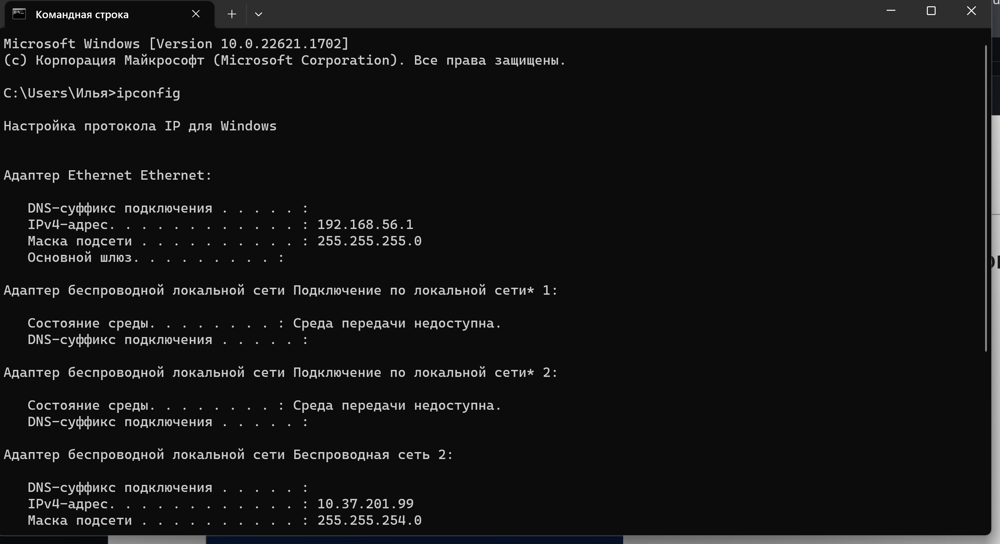 Командная строка
Microsoft Windows [Version 10.0.22621.1702]
(c) Корпорация Майкрософт (Microsoft Corporation). Все права защищены.
C:\Users\Илья>ipconfig
Настройка протокола IP для Windows
Адаптер Ethernet Ethernet:
DNS-суффикс подключения . . . . . :
IPv4-адрес. . . . . . . . . . . . : 192.168.56.1
Маска подсети . . . . . . . . . . : 255.255.255.0
Основной шлюз. . . . . . . . . :
Адаптер беспроводной локальной сети Подключение по локальной сети* 1:
Состояние среды. . . . . . . . : Среда передачи недоступна.
DNS-суффикс подключения . . . . . :
Адаптер беспроводной локальной сети Подключение по локальной сети* 2:
Состояние среды. . . . . . . . : Среда передачи недоступна.
DNS-суффикс подключения . . . . . :
Адаптер беспроводной локальной сети Беспроводная сеть 2:
DNS-суффикс подключения . . . . . :
IPv4-адрес. . . . . . . . . . . . : 10.37.201.99
Маска подсети . . . . . . . . . . : 255.255.254.0